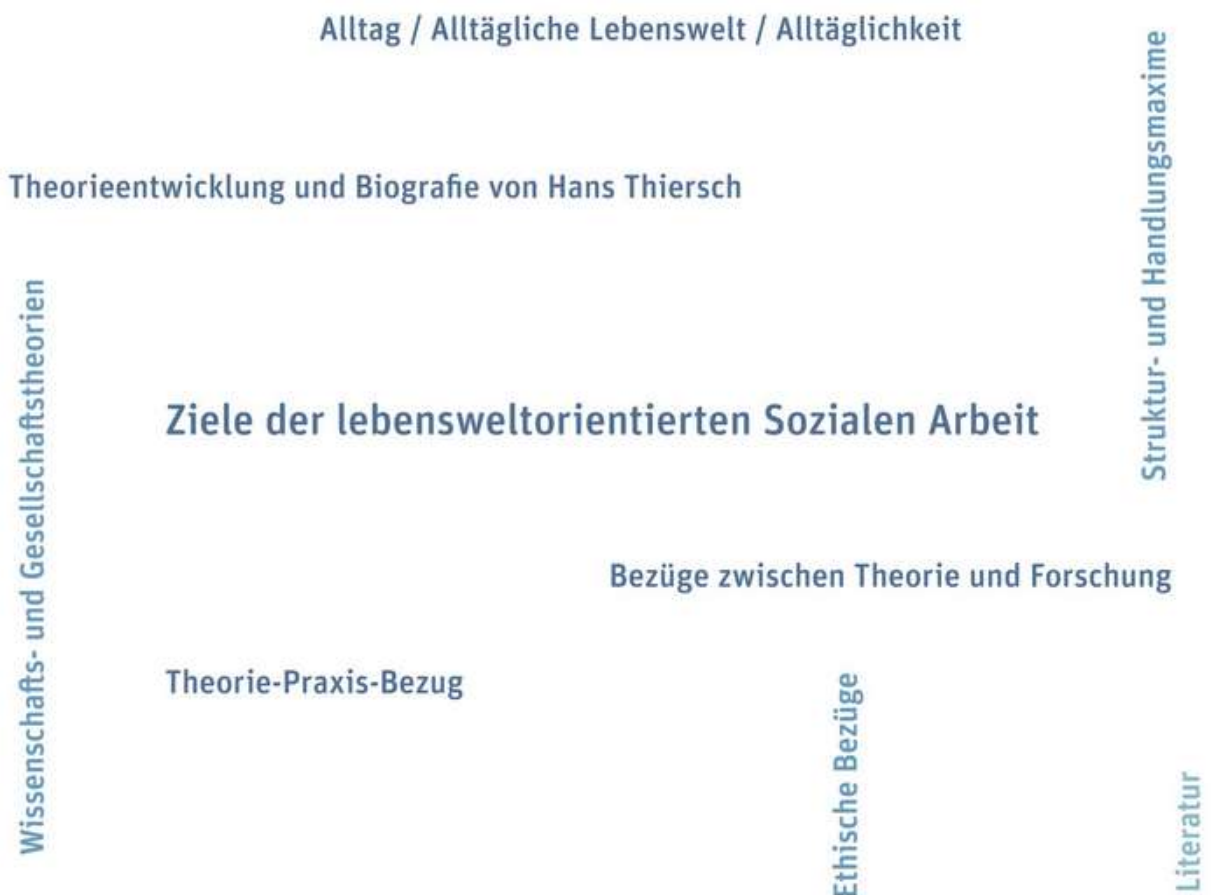 Alltag / Alltägliche Lebenswelt / Alltäglichkeit
Struktur- und Handlungsmaxime
Theorieentwicklung und Biografie von Hans Thiersch
Wissenschafts- und Gesellschaftstheorien
Ziele der lebensweltorientierten Sozialen Arbeit
Bezüge zwischen Theorie und Forschung
Theorie-Praxis-Bezug
Ethische Bezüge
Literatur